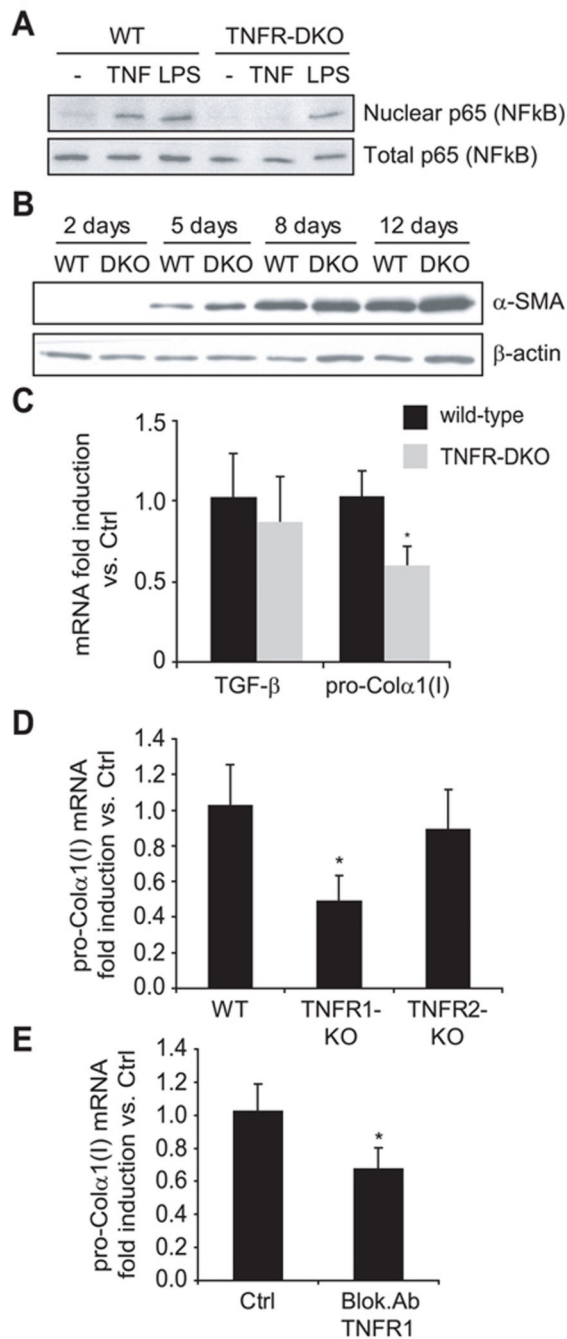 A
WT TNFR-DKO
- TNF LPS - TNF LPS
Nuclear p65 (NFkB)
Total p65 (NFkB)
B
2 days 5 days 8 days 12 days
WT DKO WT DKO WT DKO WT DKO
α-SMA
β-actin
C
mRNA fold induction
vs. Ctrl
1.5
1.0
0.5
0
wild-type
TNFR-DKO
*
TGF-β pro-Colα1(I)
D
pro-Colα1(I) mRNA
fold induction vs. Ctrl
1.4
1.2
1.0
0.8
0.6
0.4
0.2
0.0
*
WT TNFR1- TNFR2-
KO KO
E
pro-Colα1(I) mRNA
fold induction vs. Ctrl
1.4
1.2
1.0
0.8
0.6
0.4
0.2
0.0
*
Ctrl Blok.Ab
TNFR1